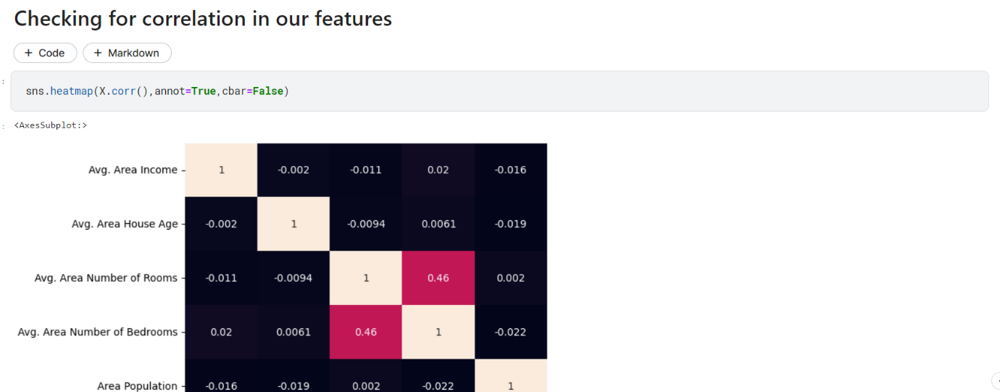 Checking for correlation in our features
+ Code + Markdown
:
sns.heatmap(X.corr(),annot=True,cbar=False)
: <AxesSubplot:>
Avg. Area Income 1 -0.002 -0.011 0.02 -0.016
Avg. Area House Age -0.002 1 -0.0094 0.0061 -0.019
Avg. Area Number of Rooms -0.011 -0.0094 1 0.46 0.002
Avg. Area Number of Bedrooms 0.02 0.0061 0.46 1 -0.022
Area Population -0.016 -0.019 0.002 -0.022 1